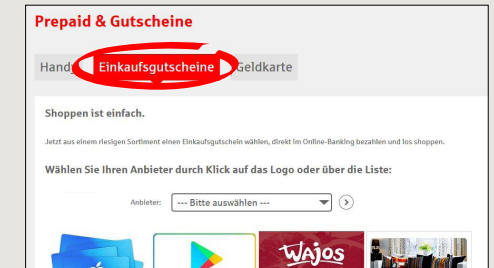 Prepaid & Gutscheine
Einkaufsgutscheine
Geldkarte
Shoppen ist einfach.
Jetzt aus einem riesigen Sortiment einen Einkaufsgutschein wählen, direkt im Online-Banking bezahlen und los shoppen.
Wählen Sie Ihren Anbieter durch Klick auf das Logo oder über die Liste:
Anbieter: --- Bitte auswählen ---
WAJOS